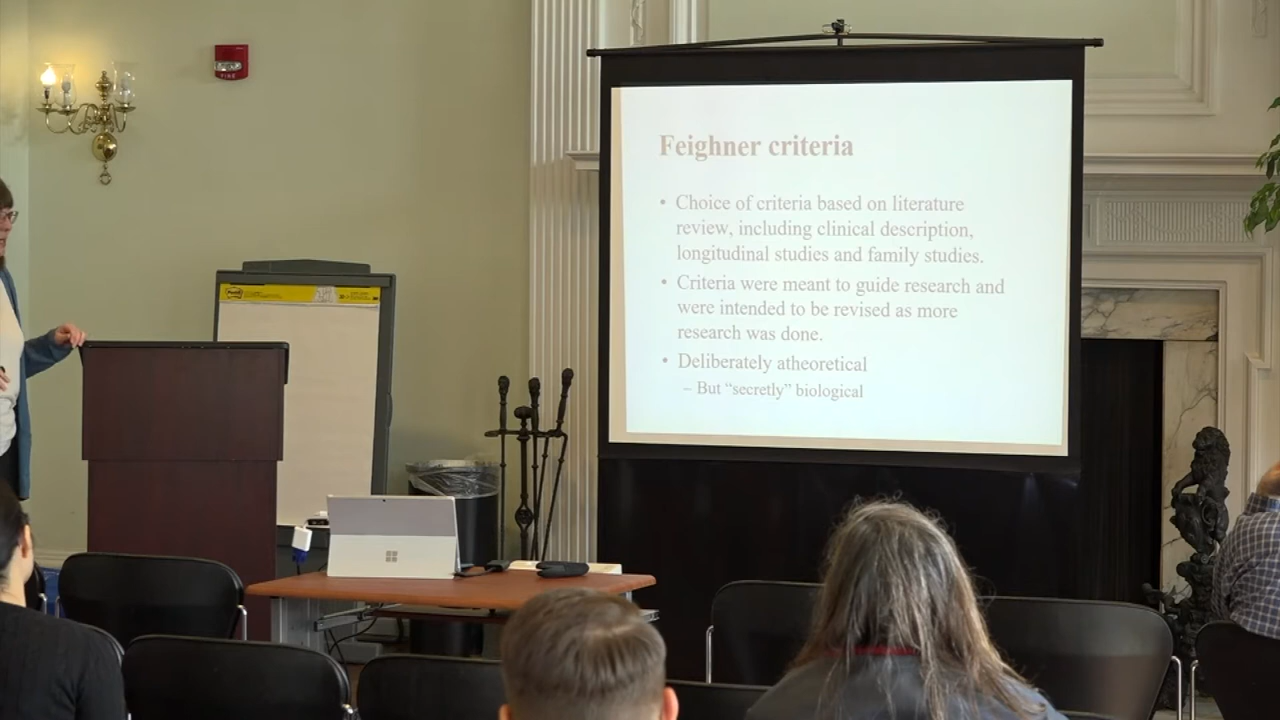 FIRE
Post-it
Feighner criteria
• Choice of criteria based on literature
review, including clinical description,
longitudinal studies and family studies.
• Criteria were meant to guide research and
were intended to be revised as more
research was done.
• Deliberately atheoretical
– But “secretly” biological